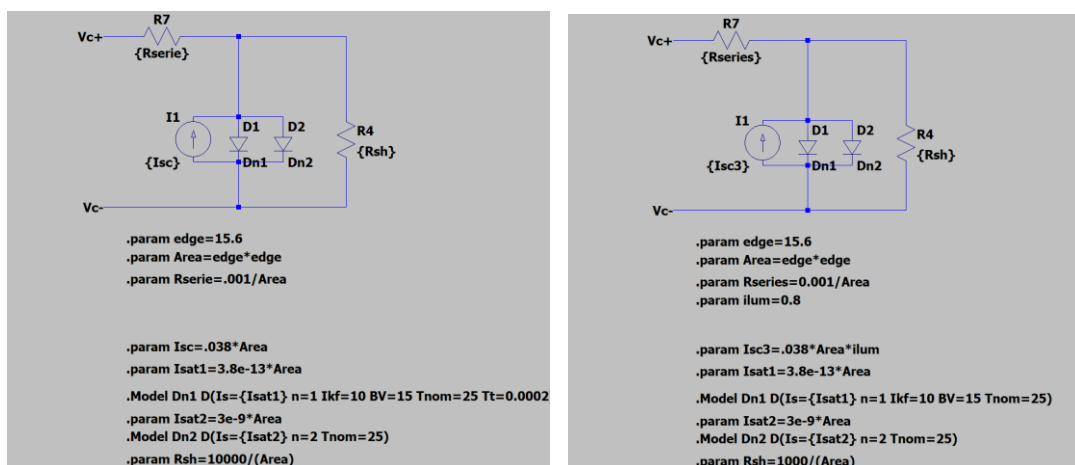 R7
Vc+
{Rserie}
I1
D1
D2
R4
{Rsh}
{Isc}
Dn1
Dn2
Vc-
.param edge=15.6
.param Area=edge*edge
.param Rserie=.001/Area
.param Isc=.038*Area
.param Isat1=3.8e-13*Area
.Model Dn1 D(Is={Isat1} n=1 Ikf=10 BV=15 Tnom=25 Tt=0.0002
.param Isat2=3e-9*Area
.Model Dn2 D(Is={Isat2} n=2 Tnom=25)
.param Rsh=10000/(Area)
R7
Vc+
{Rseries}
I1
D1
D2
R4
{Rsh}
{Isc3}
Dn1
Dn2
Vc-
.param edge=15.6
.param Area=edge*edge
.param Rseries=0.001/Area
.param ilum=0.8
.param Isc3=.038*Area*ilum
.param Isat1=3.8e-13*Area
.Model Dn1 D(Is={Isat1} n=1 Ikf=10 BV=15 Tnom=25)
.param Isat2=3e-9*Area
.Model Dn2 D(Is={Isat2} n=2 Tnom=25)
.param Rsh=1000/(Area)